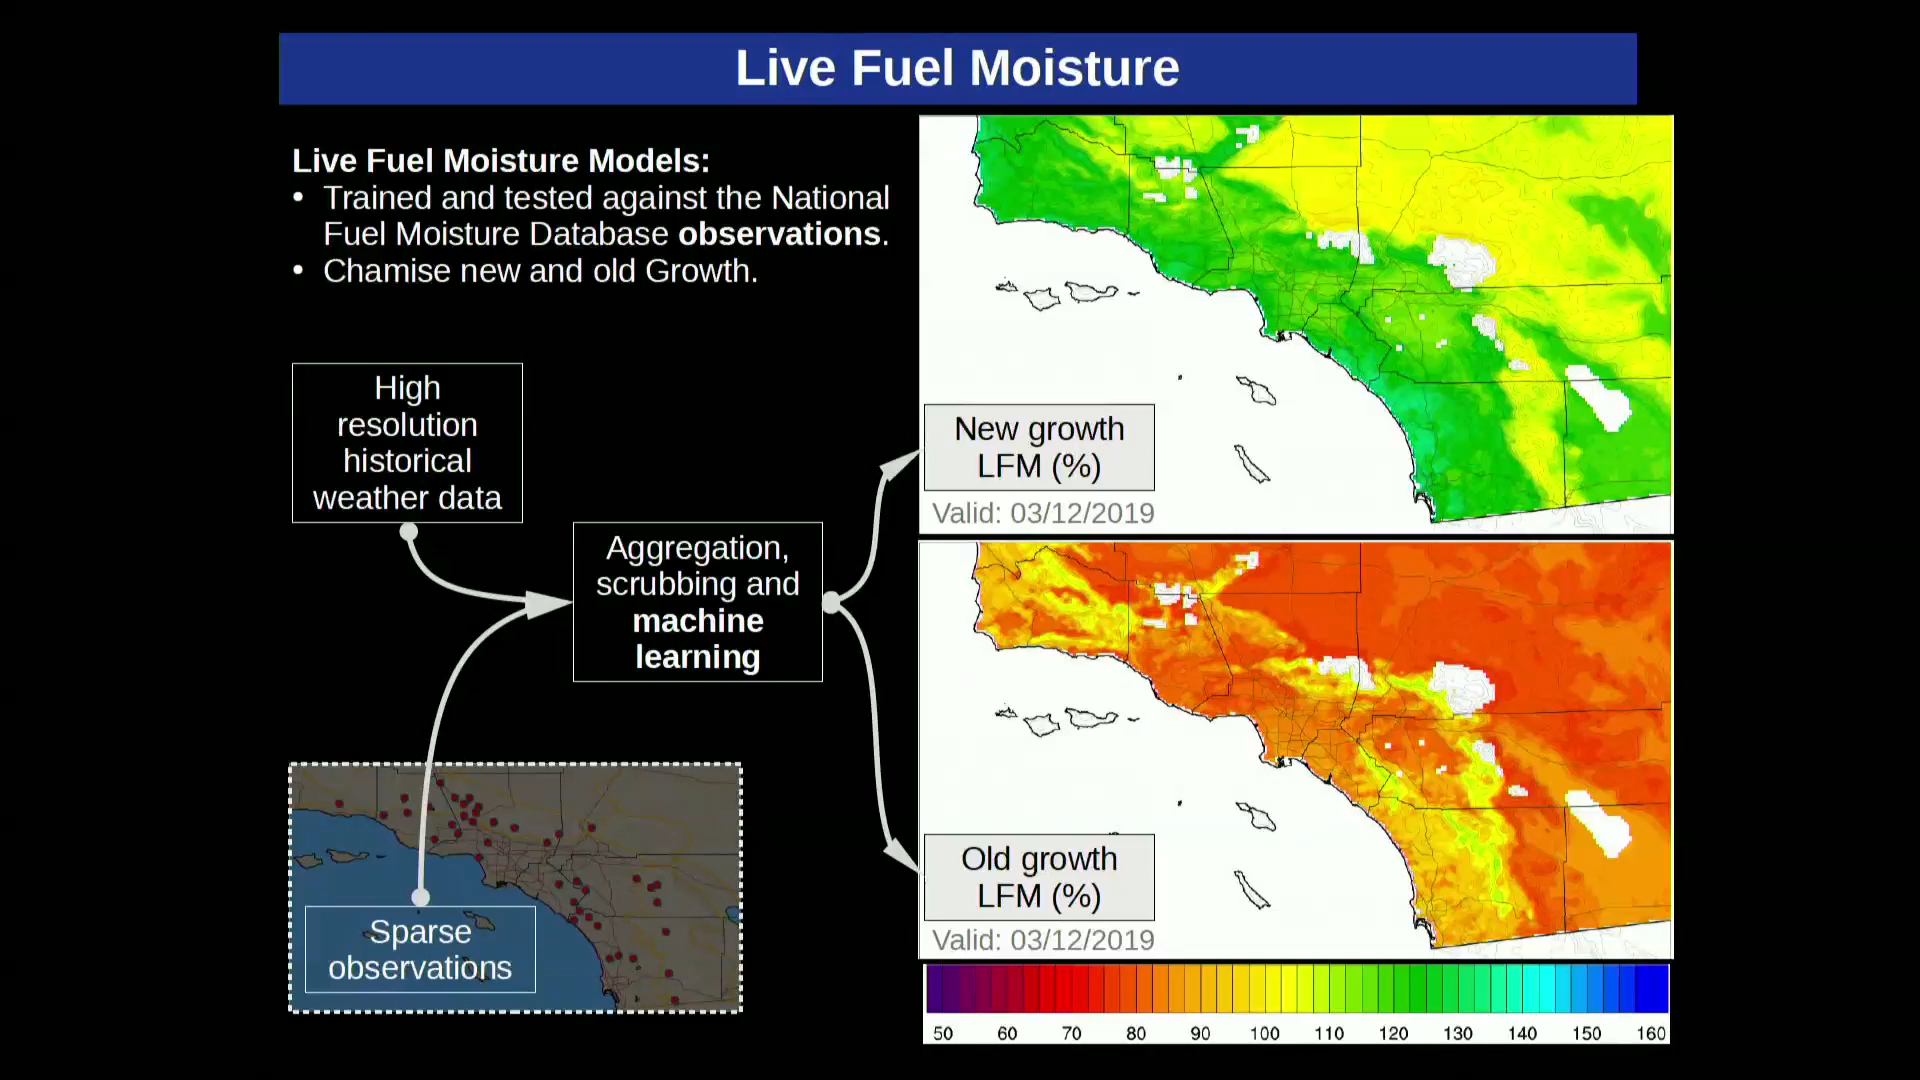 Live Fuel Moisture
Live Fuel Moisture Models:
• Trained and tested against the National
Fuel Moisture Database observations.
• Chamise new and old Growth.
High
resolution
historical
weather data
Aggregation,
scrubbing and
machine
learning
Sparse
observations
New growth
LFM (%)
Valid: 03/12/2019
Old growth
LFM (%)
Valid: 03/12/2019
50 60 70 80 90 100 110 120 130 140 150 160